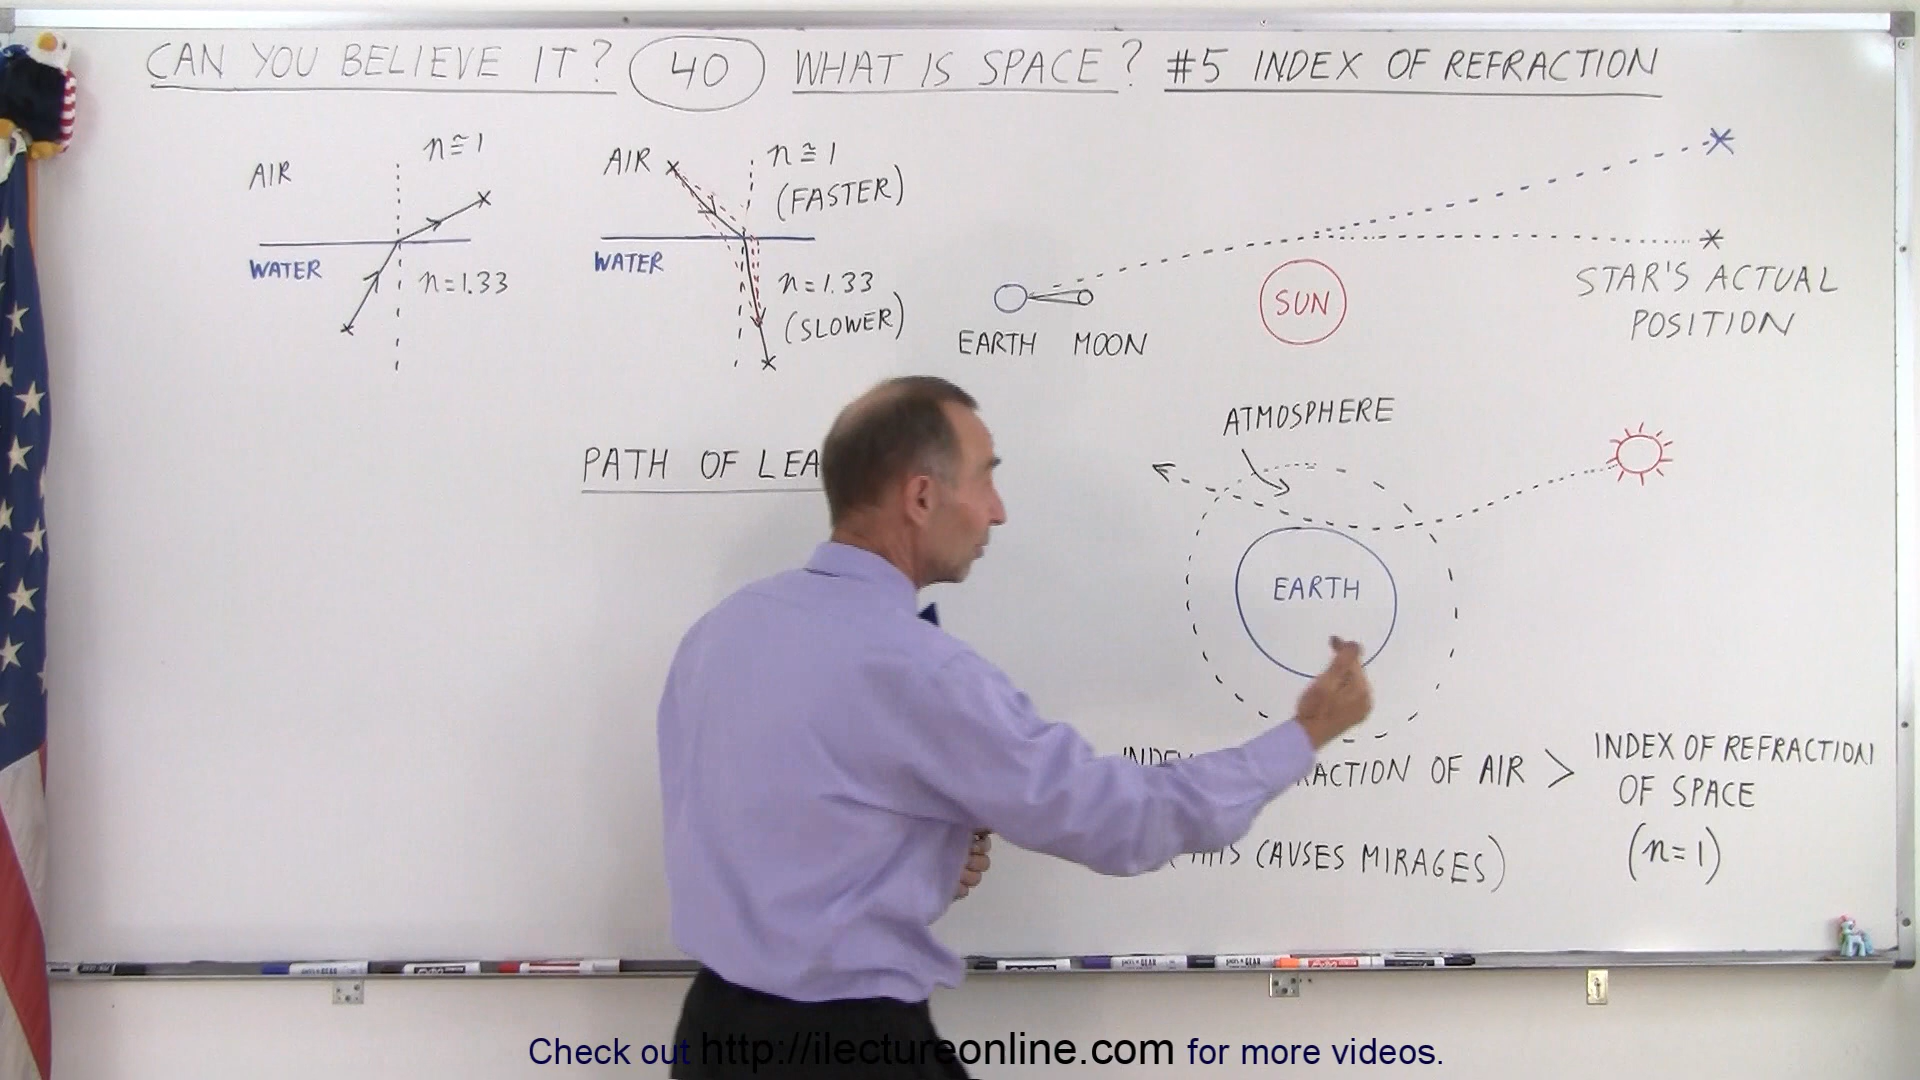 CAN YOU BELIEVE IT? 40 WHAT IS SPACE? #5 INDEX OF REFRACTION
AIR
n≅1
WATER
n=1.33
AIR
n≅1
(FASTER)
WATER
n=1.33
(SLOWER)
EARTH MOON
SUN
STAR'S ACTUAL
POSITION
PATH OF LEA
ATMOSPHERE
EARTH
INDEX RACTION OF AIR > INDEX OF REFRACTION
OF SPACE
(THIS CAUSES MIRAGES)
(n=1)
Check out http://ilectureonline.com for more videos.